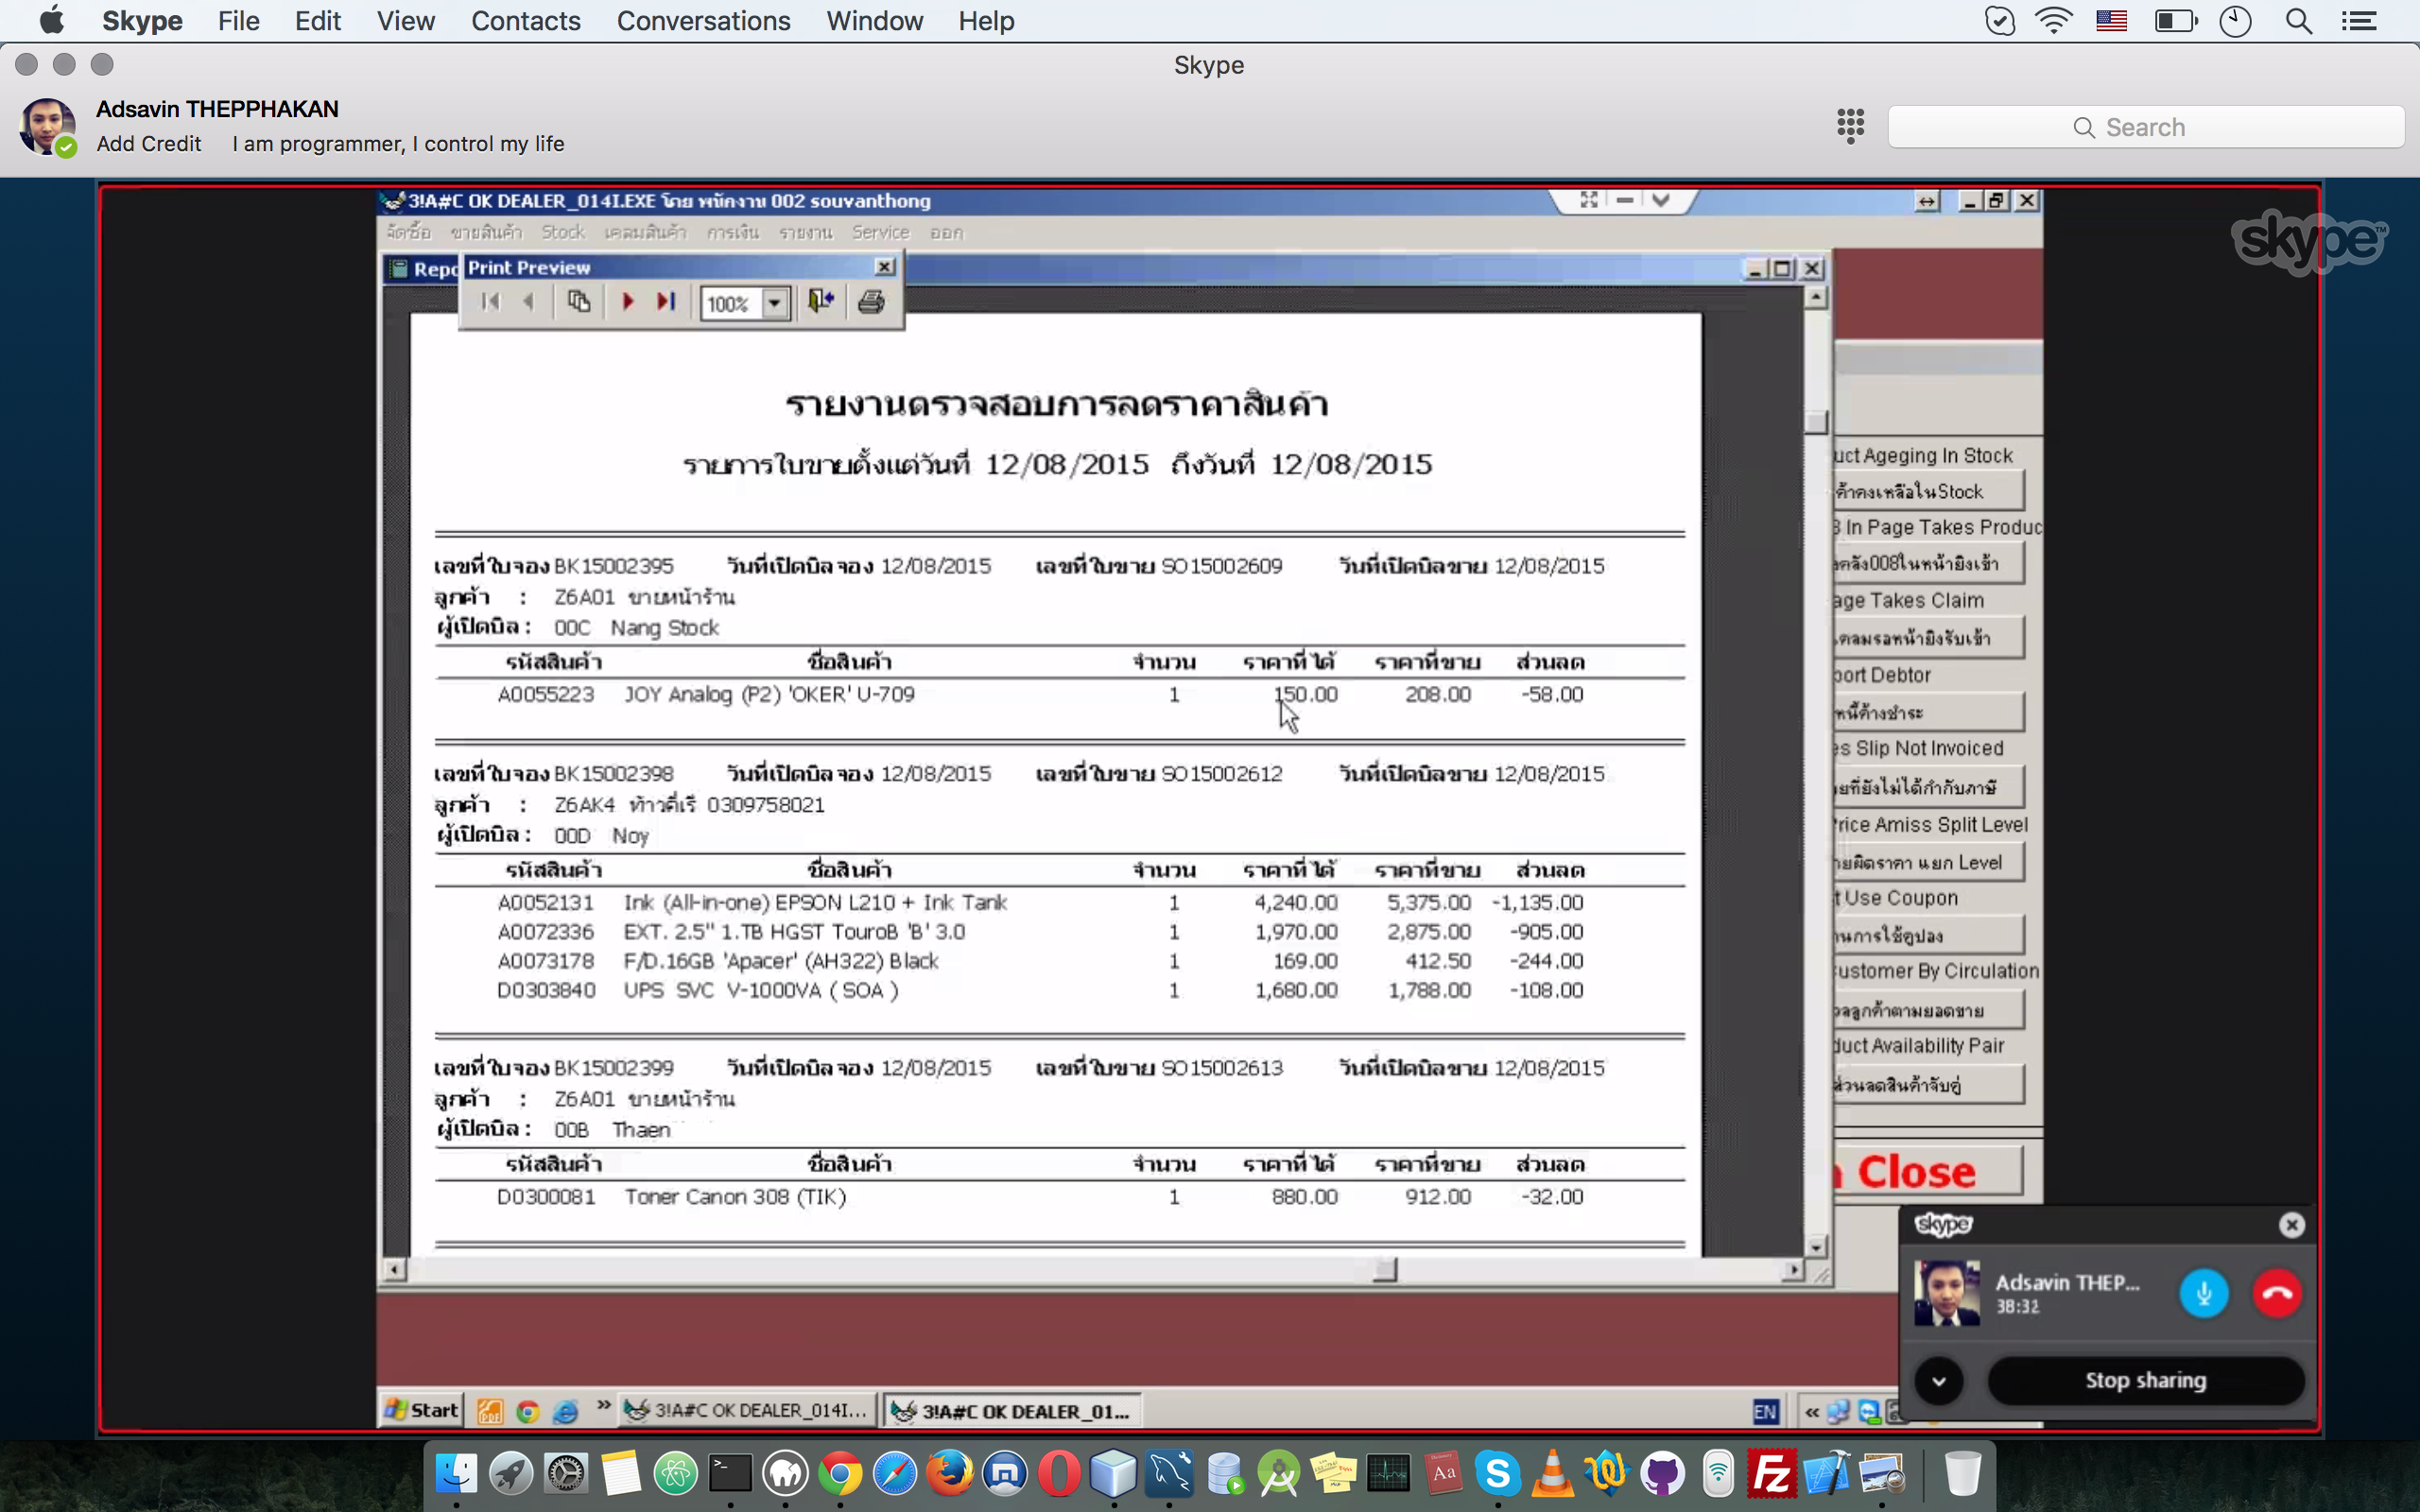 Skype File Edit View Contacts Conversations Window Help
Skype
Adsavin THEPPHAKAN
Add Credit I am programmer, I control my life
Search
3!A#C OK DEALER_014I.EXE โดย พนักงาน 002 souvanthong
skype
จัดซื้อ ขายสินค้า Stock เคลมสินค้า การเงิน รายงาน Service ออก
Repo Print Preview
100%
รายงานตรวจสอบการลดราคาสินค้า
รายการใบขายตั้งแต่วันที่ 12/08/2015 ถึงวันที่ 12/08/2015
เลขที่ใบจอง BK15002395 วันที่เปิดบิลจอง 12/08/2015 เลขที่ใบขาย SO15002609 วันที่เปิดบิลขาย 12/08/2015
ลูกค้า : Z6A01 ขายหน้าร้าน
ผู้เปิดบิล : 00C Nang Stock
รหัสสินค้า ชื่อสินค้า จำนวน ราคาที่ได้ ราคาที่ขาย ส่วนลด
A0055223 JOY Analog (P2) 'OKER' U-709 1 150.00 208.00 -58.00
เลขที่ใบจอง BK15002398 วันที่เปิดบิลจอง 12/08/2015 เลขที่ใบขาย SO15002612 วันที่เปิดบิลขาย 12/08/2015
ลูกค้า : Z6AK4 0309758021
ผู้เปิดบิล : 00D Noy
รหัสสินค้า ชื่อสินค้า จำนวน ราคาที่ได้ ราคาที่ขาย ส่วนลด
A0052131 Ink (All-in-one) EPSON L210 + Ink Tank 1 4,240.00 5,375.00 -1,135.00
A0072336 EXT. 2.5" 1.TB HGST TouroB 'B' 3.0 1 1,970.00 2,875.00 -905.00
A0073178 F/D.16GB 'Apacer' (AH322) Black 1 169.00 412.50 -244.00
D0303840 UPS SVC V-1000VA ( SOA ) 1 1,680.00 1,788.00 -108.00
เลขที่ใบจอง BK15002399 วันที่เปิดบิลจอง 12/08/2015 เลขที่ใบขาย SO15002613 วันที่เปิดบิลขาย 12/08/2015
ลูกค้า : Z6A01 ขายหน้าร้าน
ผู้เปิดบิล : 00B Thaen
รหัสสินค้า ชื่อสินค้า จำนวน ราคาที่ได้ ราคาที่ขาย ส่วนลด
D0300081 Toner Canon 308 (TIK) 1 880.00 912.00 -32.00
uct Ageging In Stock
ค้าคงเหลือในStock
In Page Takes Produc
คลัง008ในหน้ายิงเข้า
age Takes Claim
เคลมรอหน้ายิงรับเข้า
port Debtor
หนี้ค้างชำระ
es Slip Not Invoiced
ยที่ยังไม่ได้กำกับภาษี
rice Amiss Split Level
ายผิดราคา แยก Level
t Use Coupon
านการใช้คูปอง
ustomer By Circulation
ลูกค้าตามยอดขาย
duct Availability Pair
ส่วนลดสินค้าจับคู่
Close
skype
Adsavin THEP...
38:32
Stop sharing
Start » 3!A#C OK DEALER_014I... 3!A#C OK DEALER_01... EN «